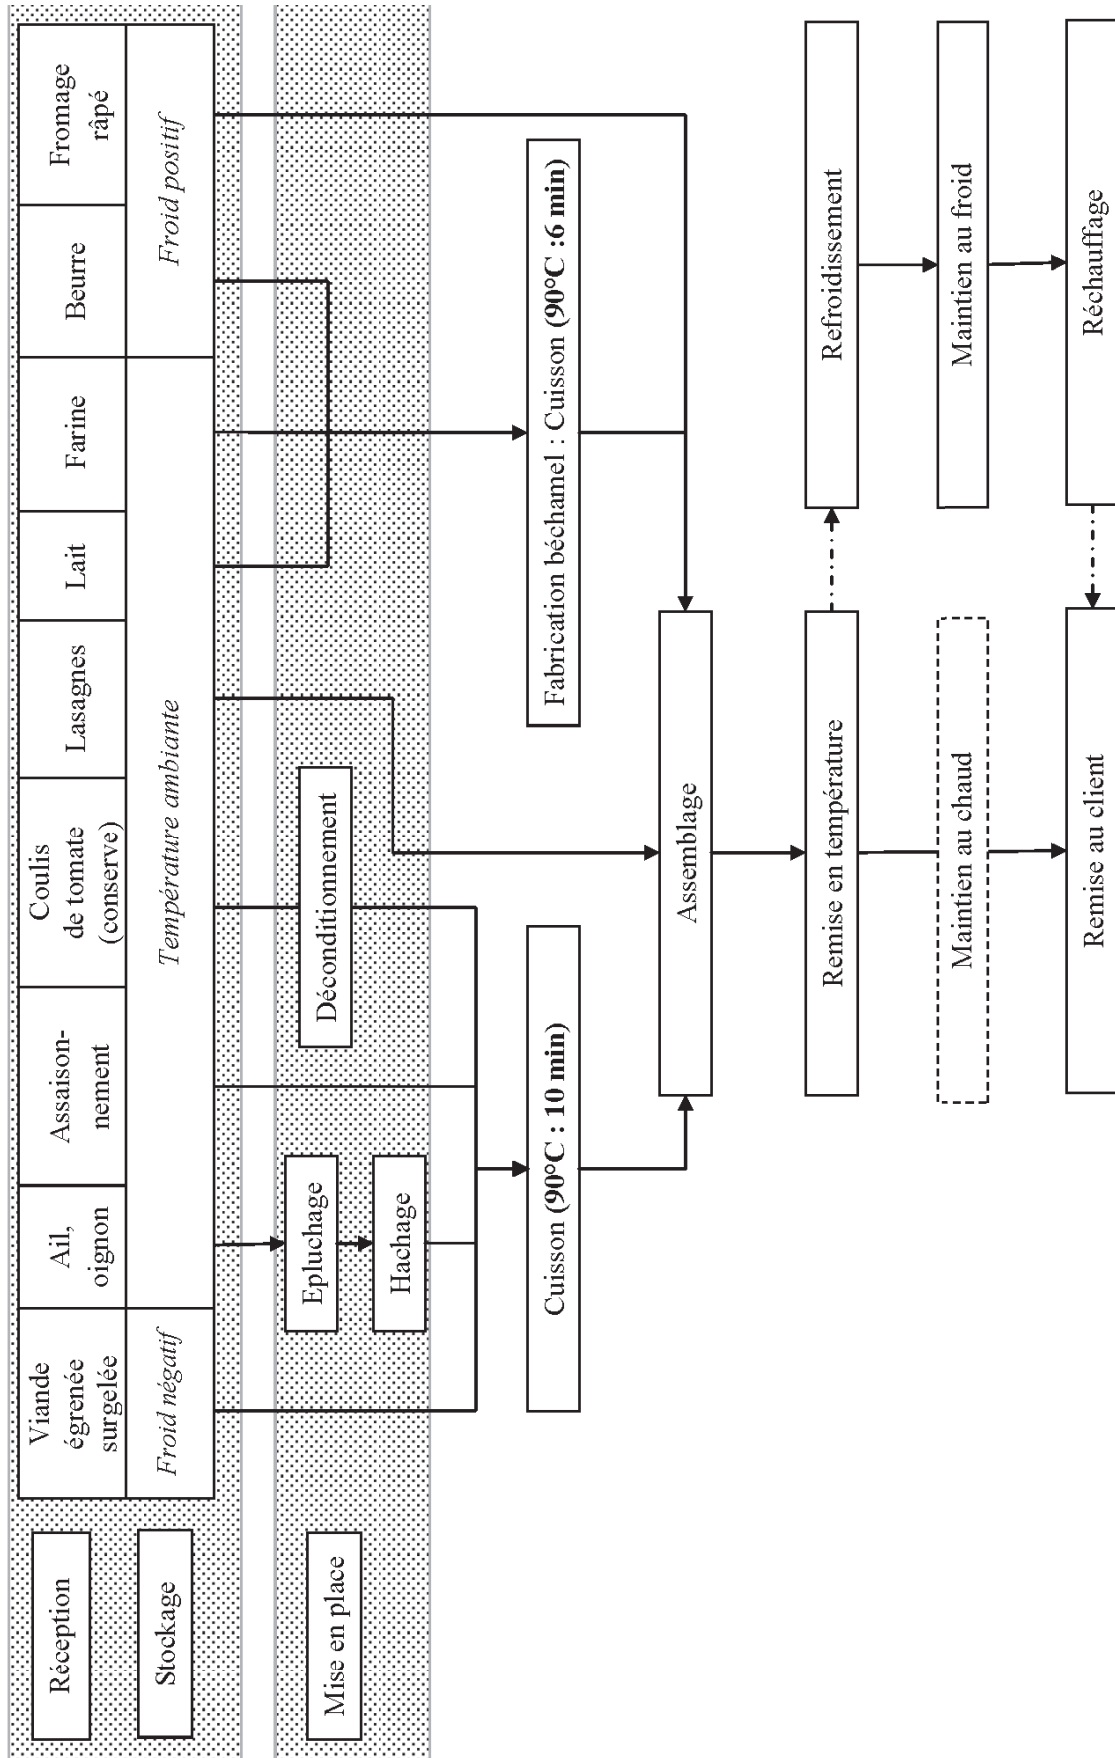 Réception
Viande
égrenée
surgelée
Ail,
oignon
Assaison-
nement
Coulis
de tomate
(conserve)
Lasagnes
Lait
Farine
Beurre
Fromage
râpé
Stockage
Froid négatif
Température ambiante
Froid positif
Mise en place
Epluchage
Hachage
Déconditionnement
Cuisson (90°C : 10 min)
Fabrication béchamel : Cuisson (90°C :6 min)
Assemblage
Remise en température
Refroidissement
Maintien au chaud
Maintien au froid
Remise au client
Réchauffage